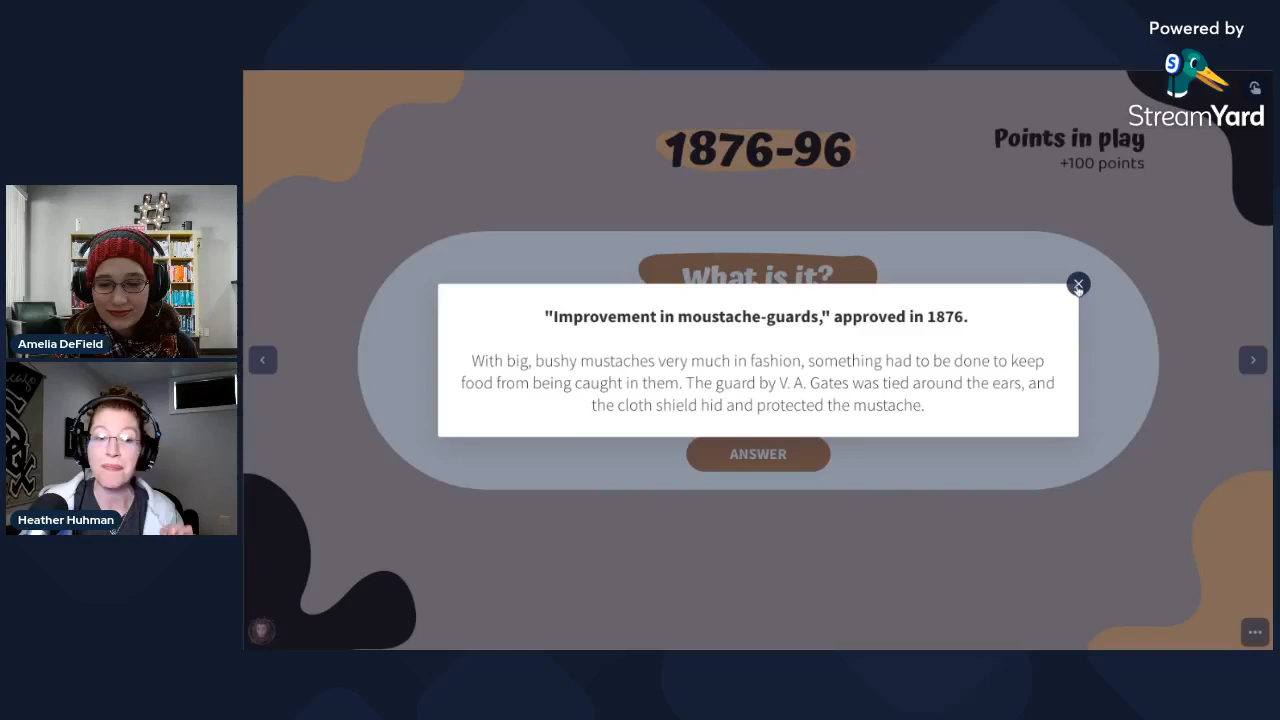 Powered by
StreamYard
1876-96
Points in play
+100 points
What is it?
"Improvement in moustache-guards," approved in 1876.
With big, bushy mustaches very much in fashion, something had to be done to keep
food from being caught in them. The guard by V. A. Gates was tied around the ears, and
the cloth shield hid and protected the mustache.
ANSWER
#
Amelia DeField
Heather Huhman